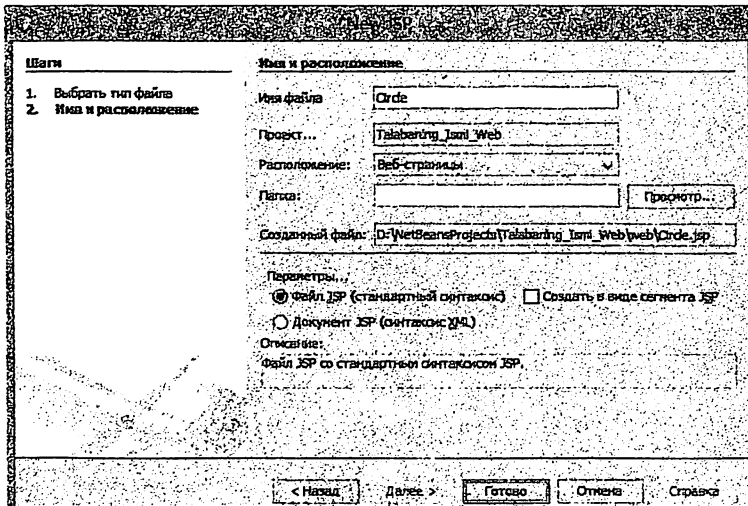 New JSP
Шаги
1. Выбрать тип файла
2. Имя и расположение
Имя и расположение
Имя файла
Circle
Проект...
Talabaning_Ismi_Web
Расположение:
Веб-страницы
Папка:
Просмотр...
Созданный файл:
D:\NetBeansProjects\Talabaning_Ismi_Web\web\Circle.jsp
Параметры...
Файл JSP (стандартный синтаксис)
Создать в виде сегмента JSP
Документ JSP (синтаксис XML)
Описание:
Файл JSP со стандартным синтаксисом JSP.
< Назад
Далее >
Готово
Отмена
Справка